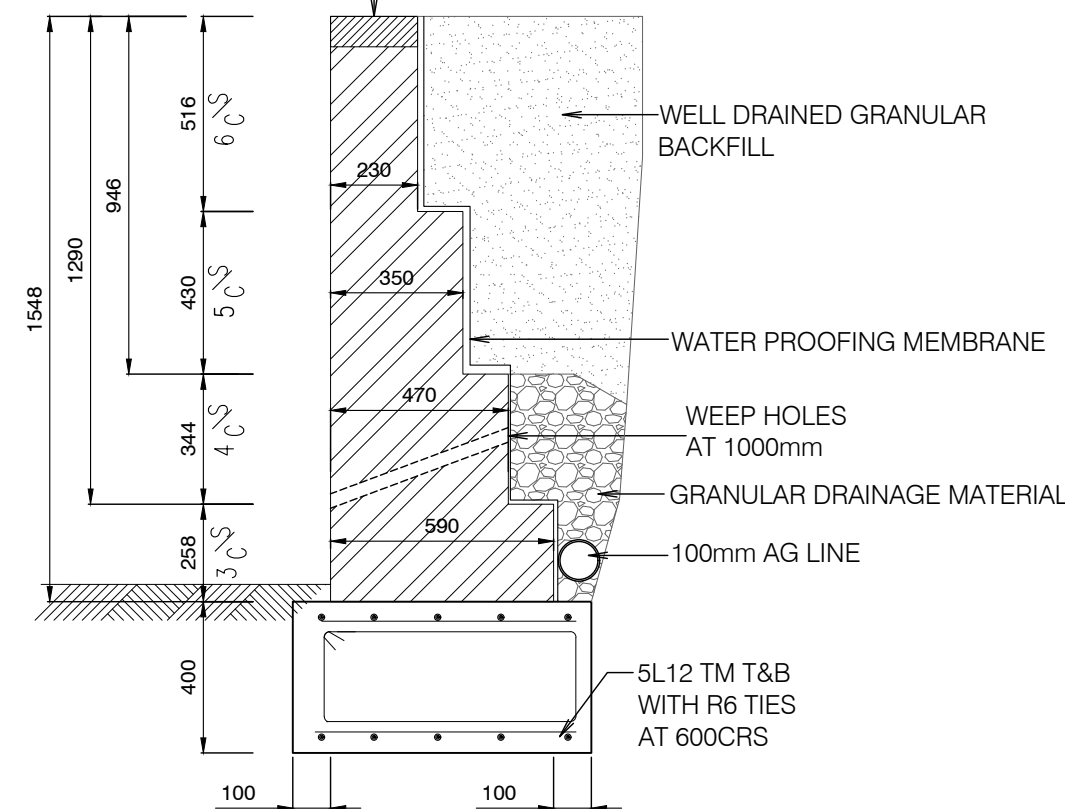 516
6 C/S
230
WELL DRAINED GRANULAR
BACKFILL
946
1290
1548
430
5 C/S
350
WATER PROOFING MEMBRANE
344
4 C/S
470
WEEP HOLES
AT 1000mm
GRANULAR DRAINAGE MATERIAL
258
3 C/S
590
100mm AG LINE
400
5L12 TM T&B
WITH R6 TIES
AT 600CRS
100
100